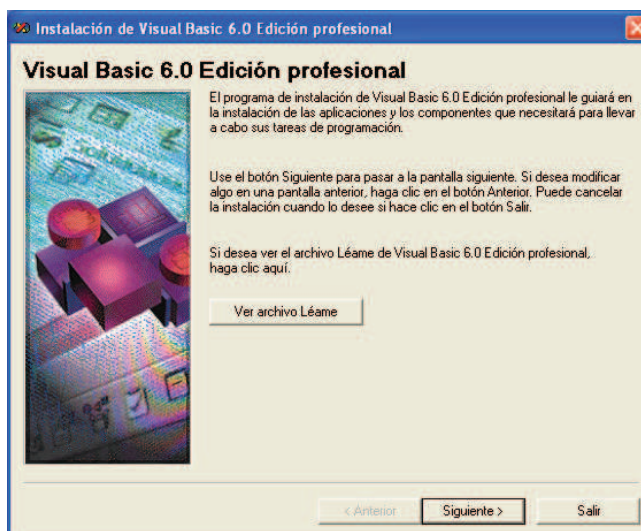 Instalación de Visual Basic 6.0 Edición profesional
Visual Basic 6.0 Edición profesional
El programa de instalación de Visual Basic 6.0 Edición profesional le guiará en
la instalación de las aplicaciones y los componentes que necesitará para llevar
a cabo sus tareas de programación.
Use el botón Siguiente para pasar a la pantalla siguiente. Si desea modificar
algo en una pantalla anterior, haga clic en el botón Anterior. Puede cancelar
la instalación cuando lo desee si hace clic en el botón Salir.
Si desea ver el archivo Léame de Visual Basic 6.0 Edición profesional,
haga clic aquí.
Ver archivo Léame
< Anterior
Siguiente >
Salir